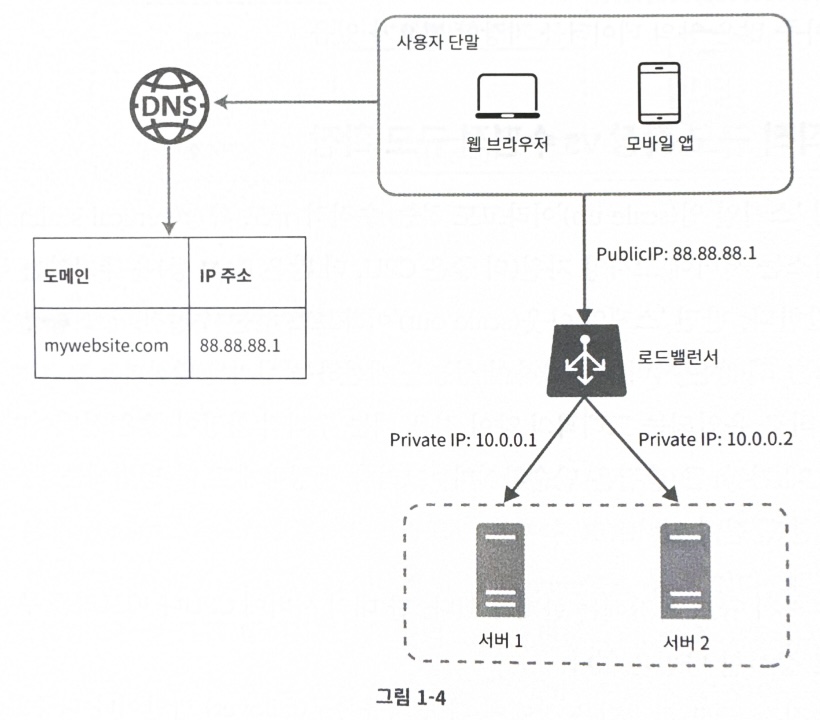 사용자 단말
DNS
웹 브라우저
모바일 앱
도메인
IP 주소
mywebsite.com
88.88.88.1
PublicIP: 88.88.88.1
로드밸런서
Private IP: 10.0.0.1
Private IP: 10.0.0.2
서버 1
서버 2
그림 1-4